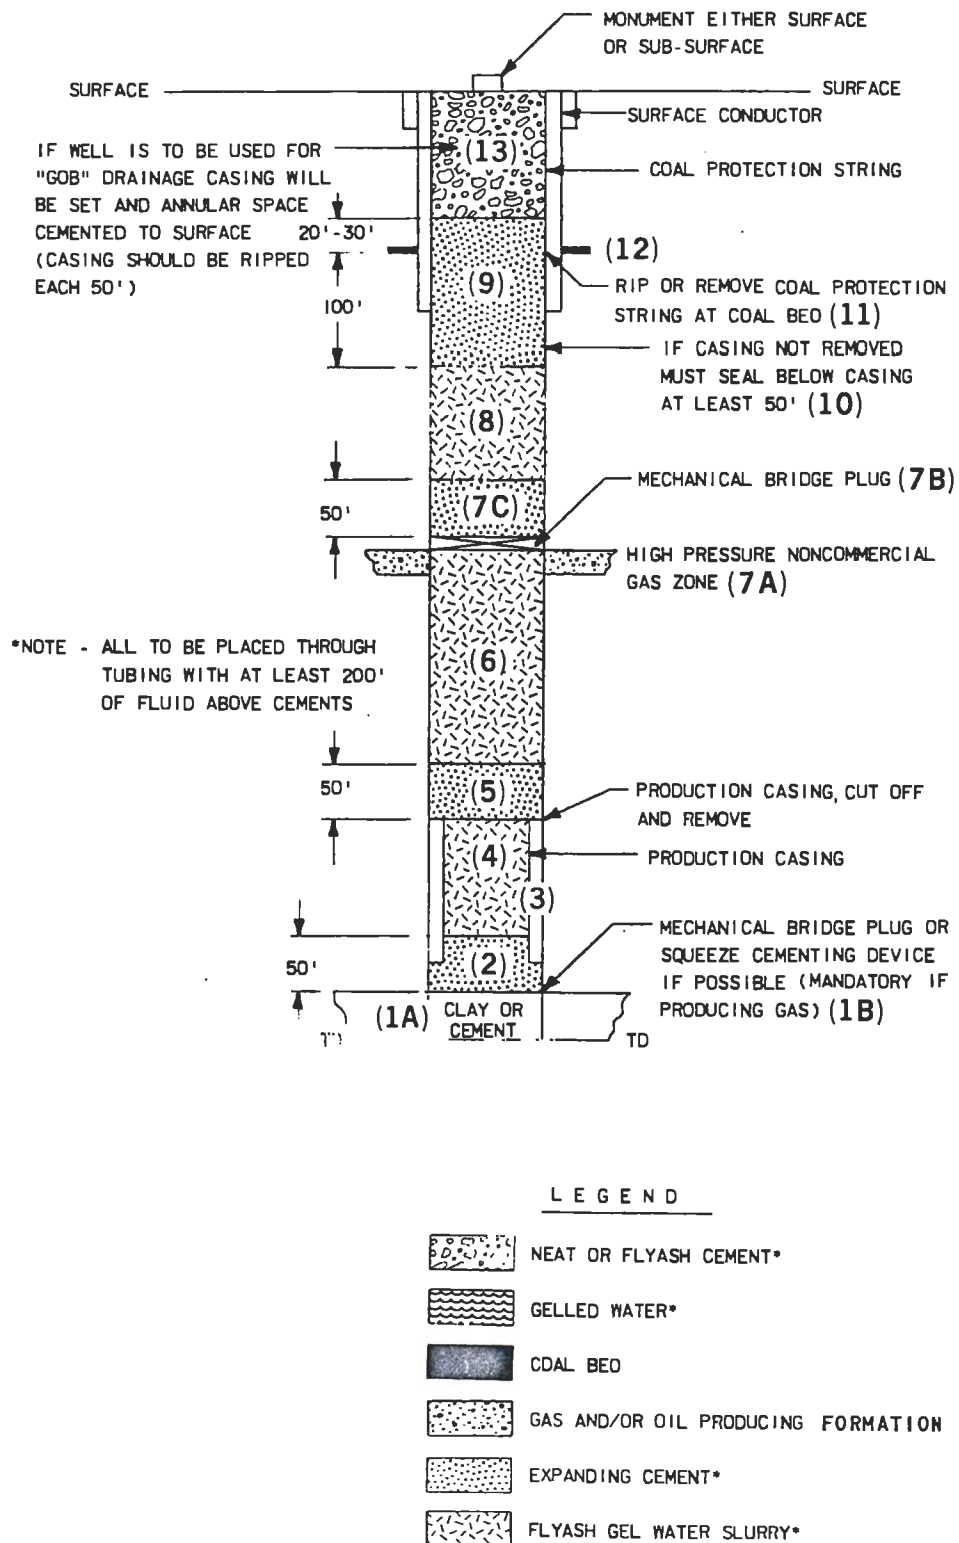 MONUMENT EITHER SURFACE
OR SUB-SURFACE
SURFACE
SURFACE
SURFACE CONDUCTOR
IF WELL IS TO BE USED FOR
"GOB" DRAINAGE CASING WILL
BE SET AND ANNULAR SPACE
CEMENTED TO SURFACE
(CASING SHOULD BE RIPPED
EACH 50')
(13)
COAL PROTECTION STRING
20'-30'
(12)
(9)
100'
RIP OR REMOVE COAL PROTECTION
STRING AT COAL BEO (11)
IF CASING NOT REMOVED
MUST SEAL BELOW CASING
AT LEAST 50' (10)
(8)
MECHANICAL BRIDGE PLUG (7B)
50'
(7C)
HIGH PRESSURE NONCOMMERCIAL
GAS ZONE (7A)
*NOTE - ALL TO BE PLACED THROUGH
TUBING WITH AT LEAST 200'
OF FLUID ABOVE CEMENTS
(6)
50'
(5)
PRODUCTION CASING, CUT OFF
AND REMOVE
(4)
PRODUCTION CASING
(3)
MECHANICAL BRIDGE PLUG OR
SQUEEZE CEMENTING DEVICE
IF POSSIBLE (MANDATORY IF
PRODUCING GAS) (1B)
50'
(2)
(1A)
CLAY OR
CEMENT
TD
LEGEND
NEAT OR FLYASH CEMENT*
GELLED WATER*
CDAL BEO
GAS AND/OR OIL PRODUCING FORMATION
EXPANDING CEMENT*
FLYASH GEL WATER SLURRY*